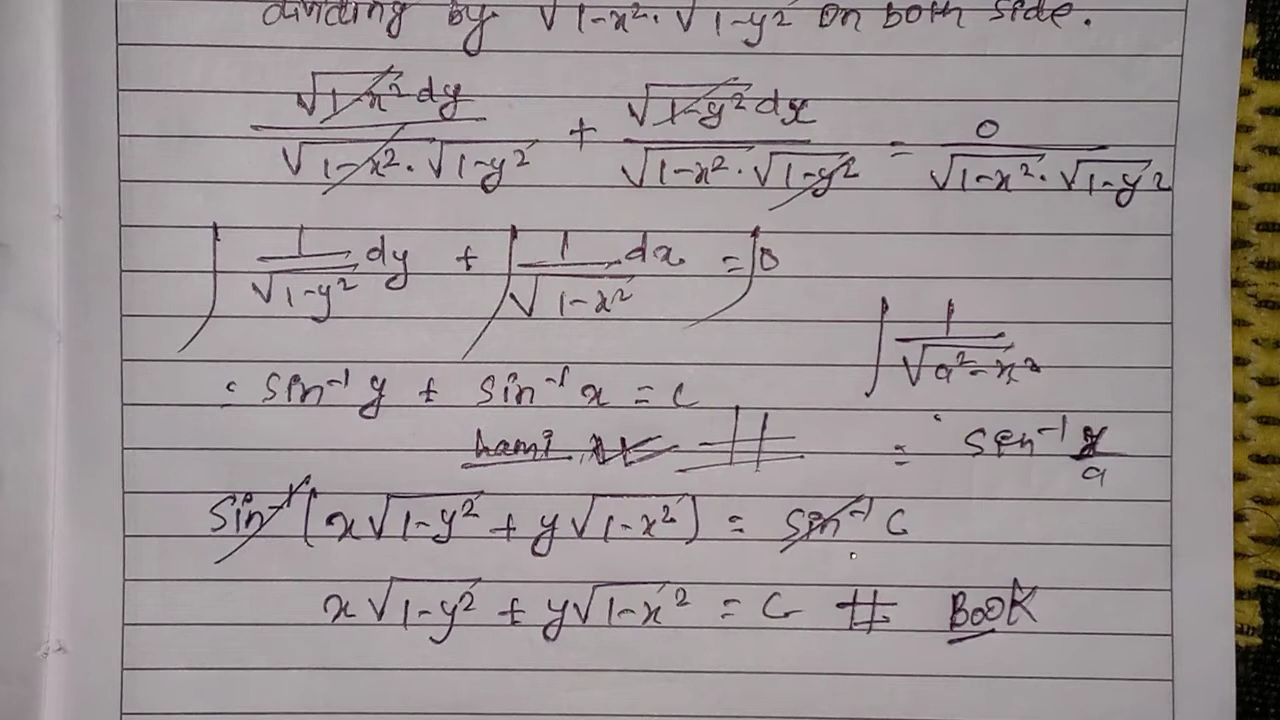 dividing by √1-x². √1-y² on both side.
√1-x² dy / √1-x² . √1-y² + √1-y² dx / √1-x² . √1-y² = 0 / √1-x² . √1-y²
∫ 1/√1-y² dy + ∫ 1/√1-x² dx = ∫0
∫ 1/√a²-x²
= sin⁻¹ y + sin⁻¹ x = c
= sin⁻¹ x/a
hami #
sin⁻¹ (x√1-y² + y√1-x²) = sin⁻¹ C
x√1-y² + y√1-x² = C # BOOK